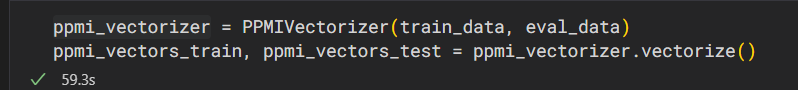 ppmi_vectorizer = PPMIVectorizer(train_data, eval_data)
ppmi_vectors_train, ppmi_vectors_test = ppmi_vectorizer.vectorize()
✓ 59.3s